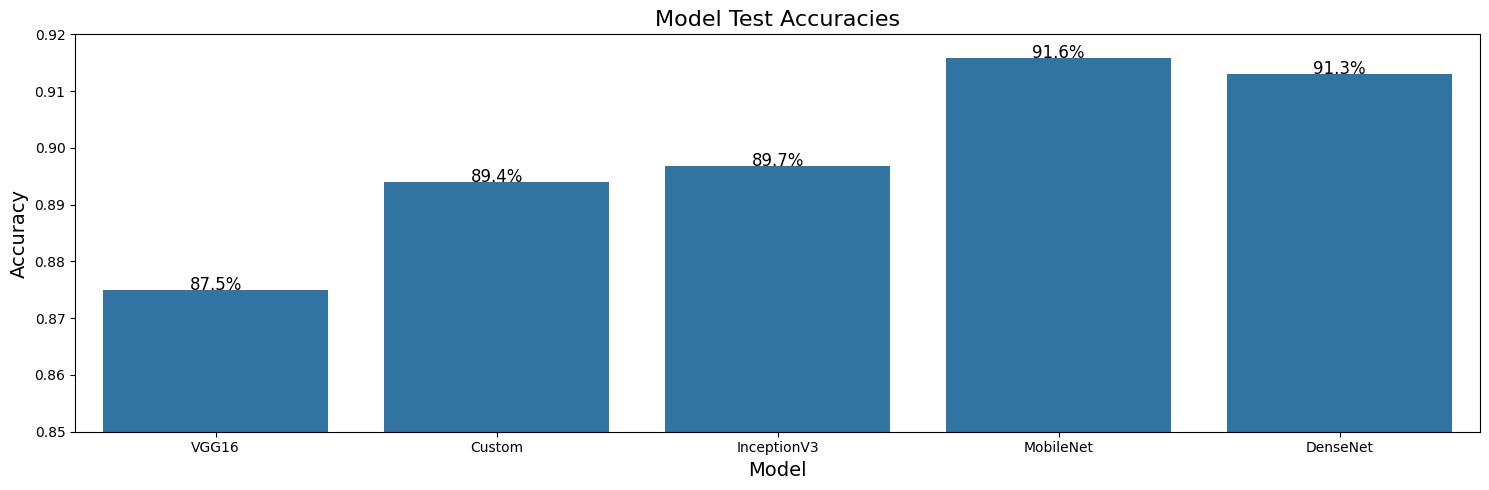 Model Test Accuracies
Accuracy
0.92
0.91
0.90
0.89
0.88
0.87
0.86
0.85
87.5%
89.4%
89.7%
91.6%
91.3%
VGG16
Custom
InceptionV3
MobileNet
DenseNet
Model